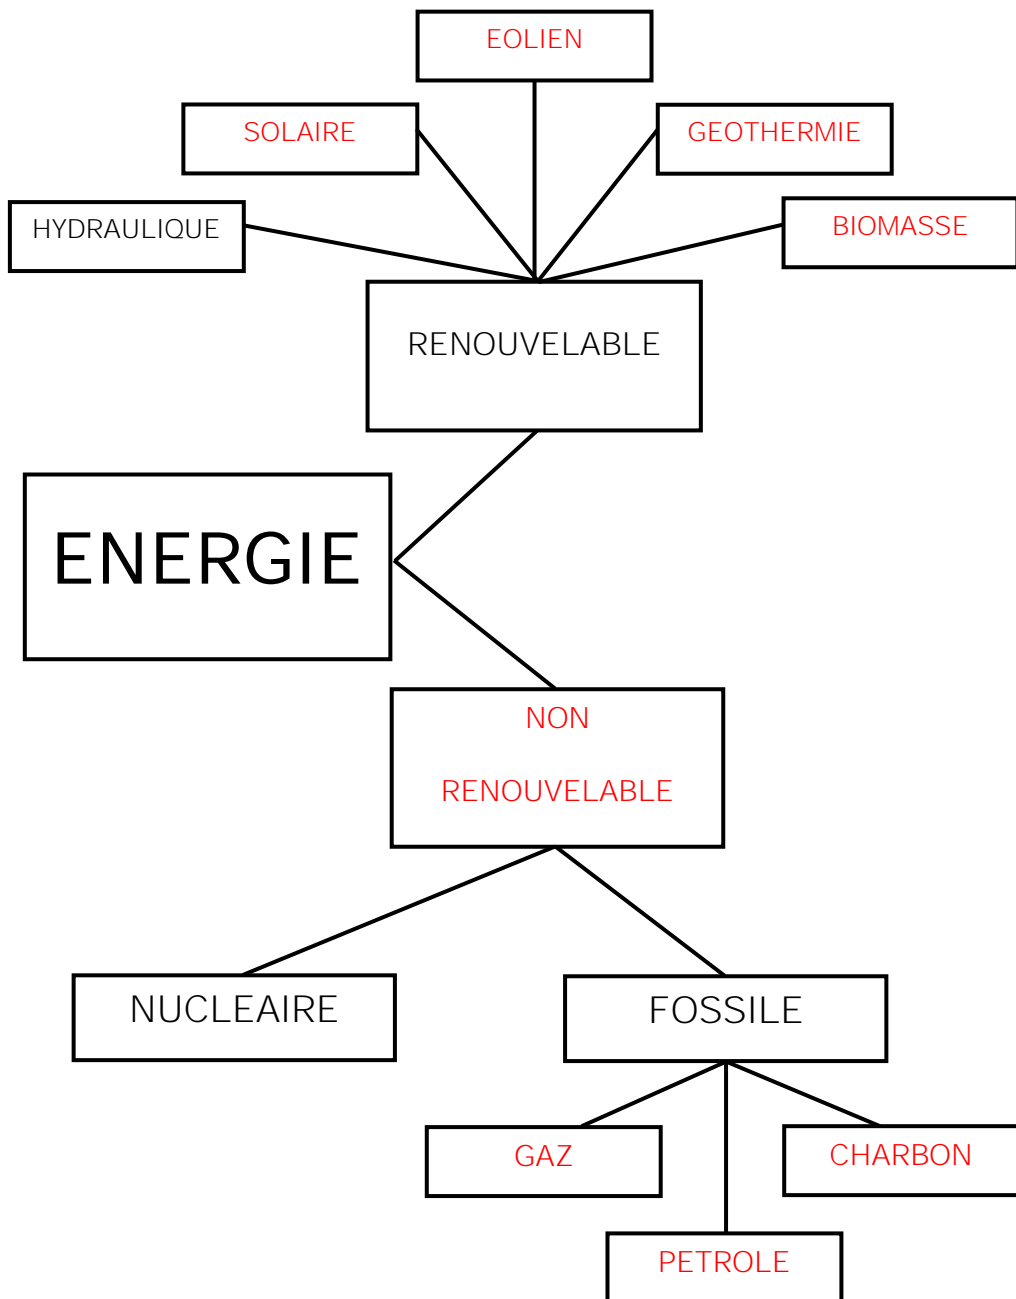 EOLIEN
SOLAIRE
GEOTHERMIE
HYDRAULIQUE
BIOMASSE
RENOUVELABLE
ENERGIE
NON
RENOUVELABLE
NUCLEAIRE
FOSSILE
GAZ
CHARBON
PETROLE